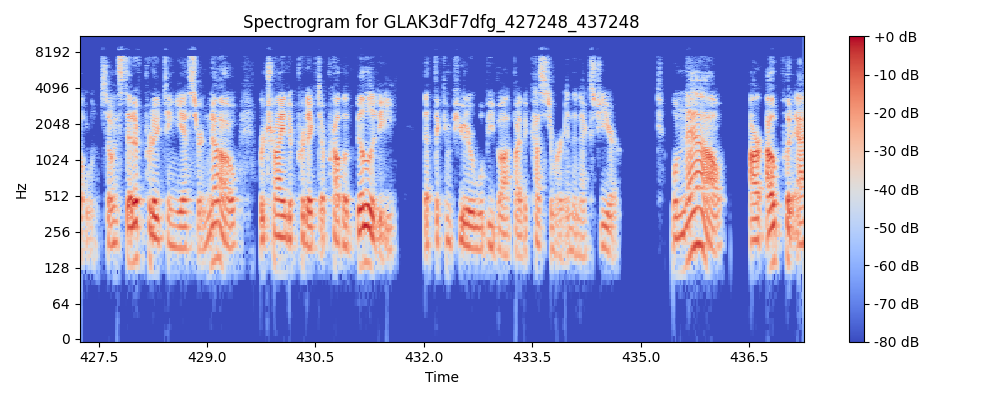 Spectrogram for GLAK3dF7dfg_427248_437248
8192
4096
2048
1024
512
256
128
64
0
Hz
427.5 429.0 430.5 432.0 433.5 435.0 436.5
Time
+0 dB
-10 dB
-20 dB
-30 dB
-40 dB
-50 dB
-60 dB
-70 dB
-80 dB